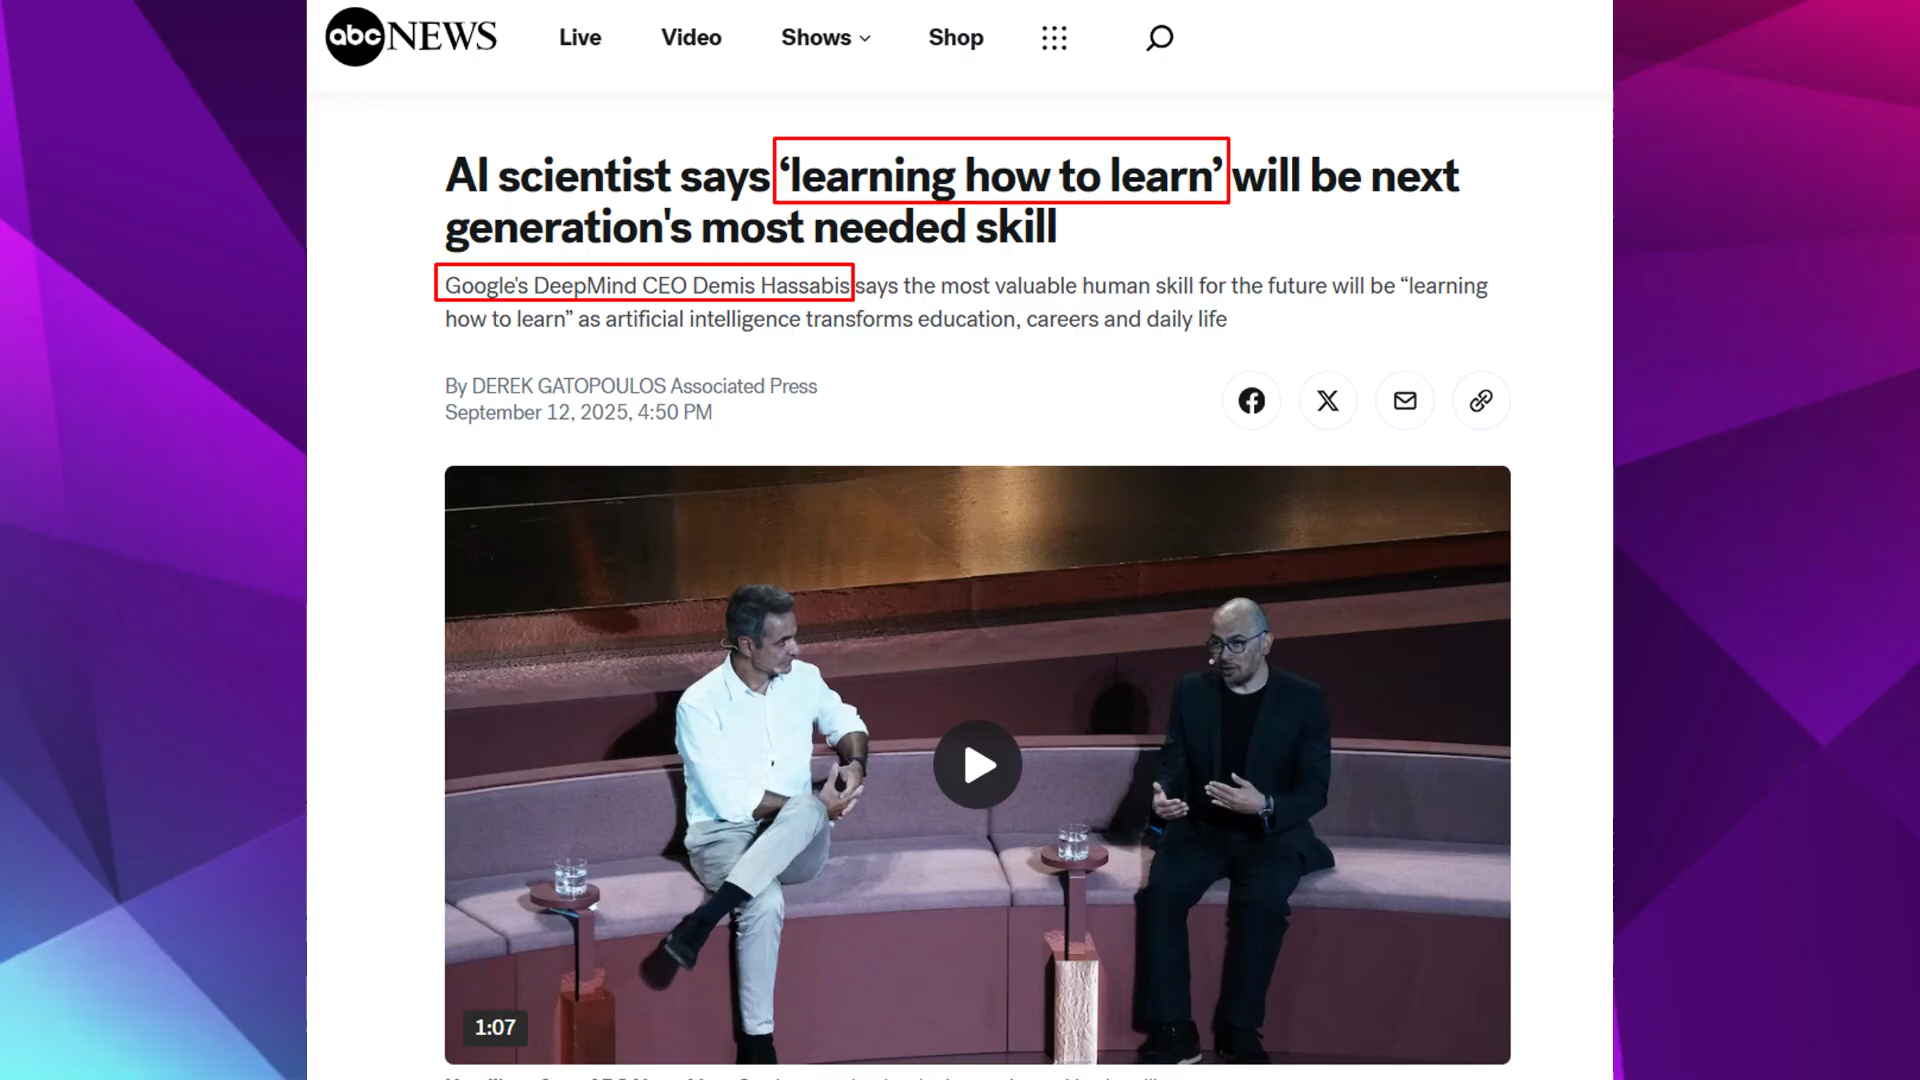 abc NEWS Live Video Shows Shop
AI scientist says ‘learning how to learn’ will be next
generation's most needed skill
Google's DeepMind CEO Demis Hassabis says the most valuable human skill for the future will be “learning
how to learn” as artificial intelligence transforms education, careers and daily life
By DEREK GATOPOULOS Associated Press
September 12, 2025, 4:50 PM
1:07